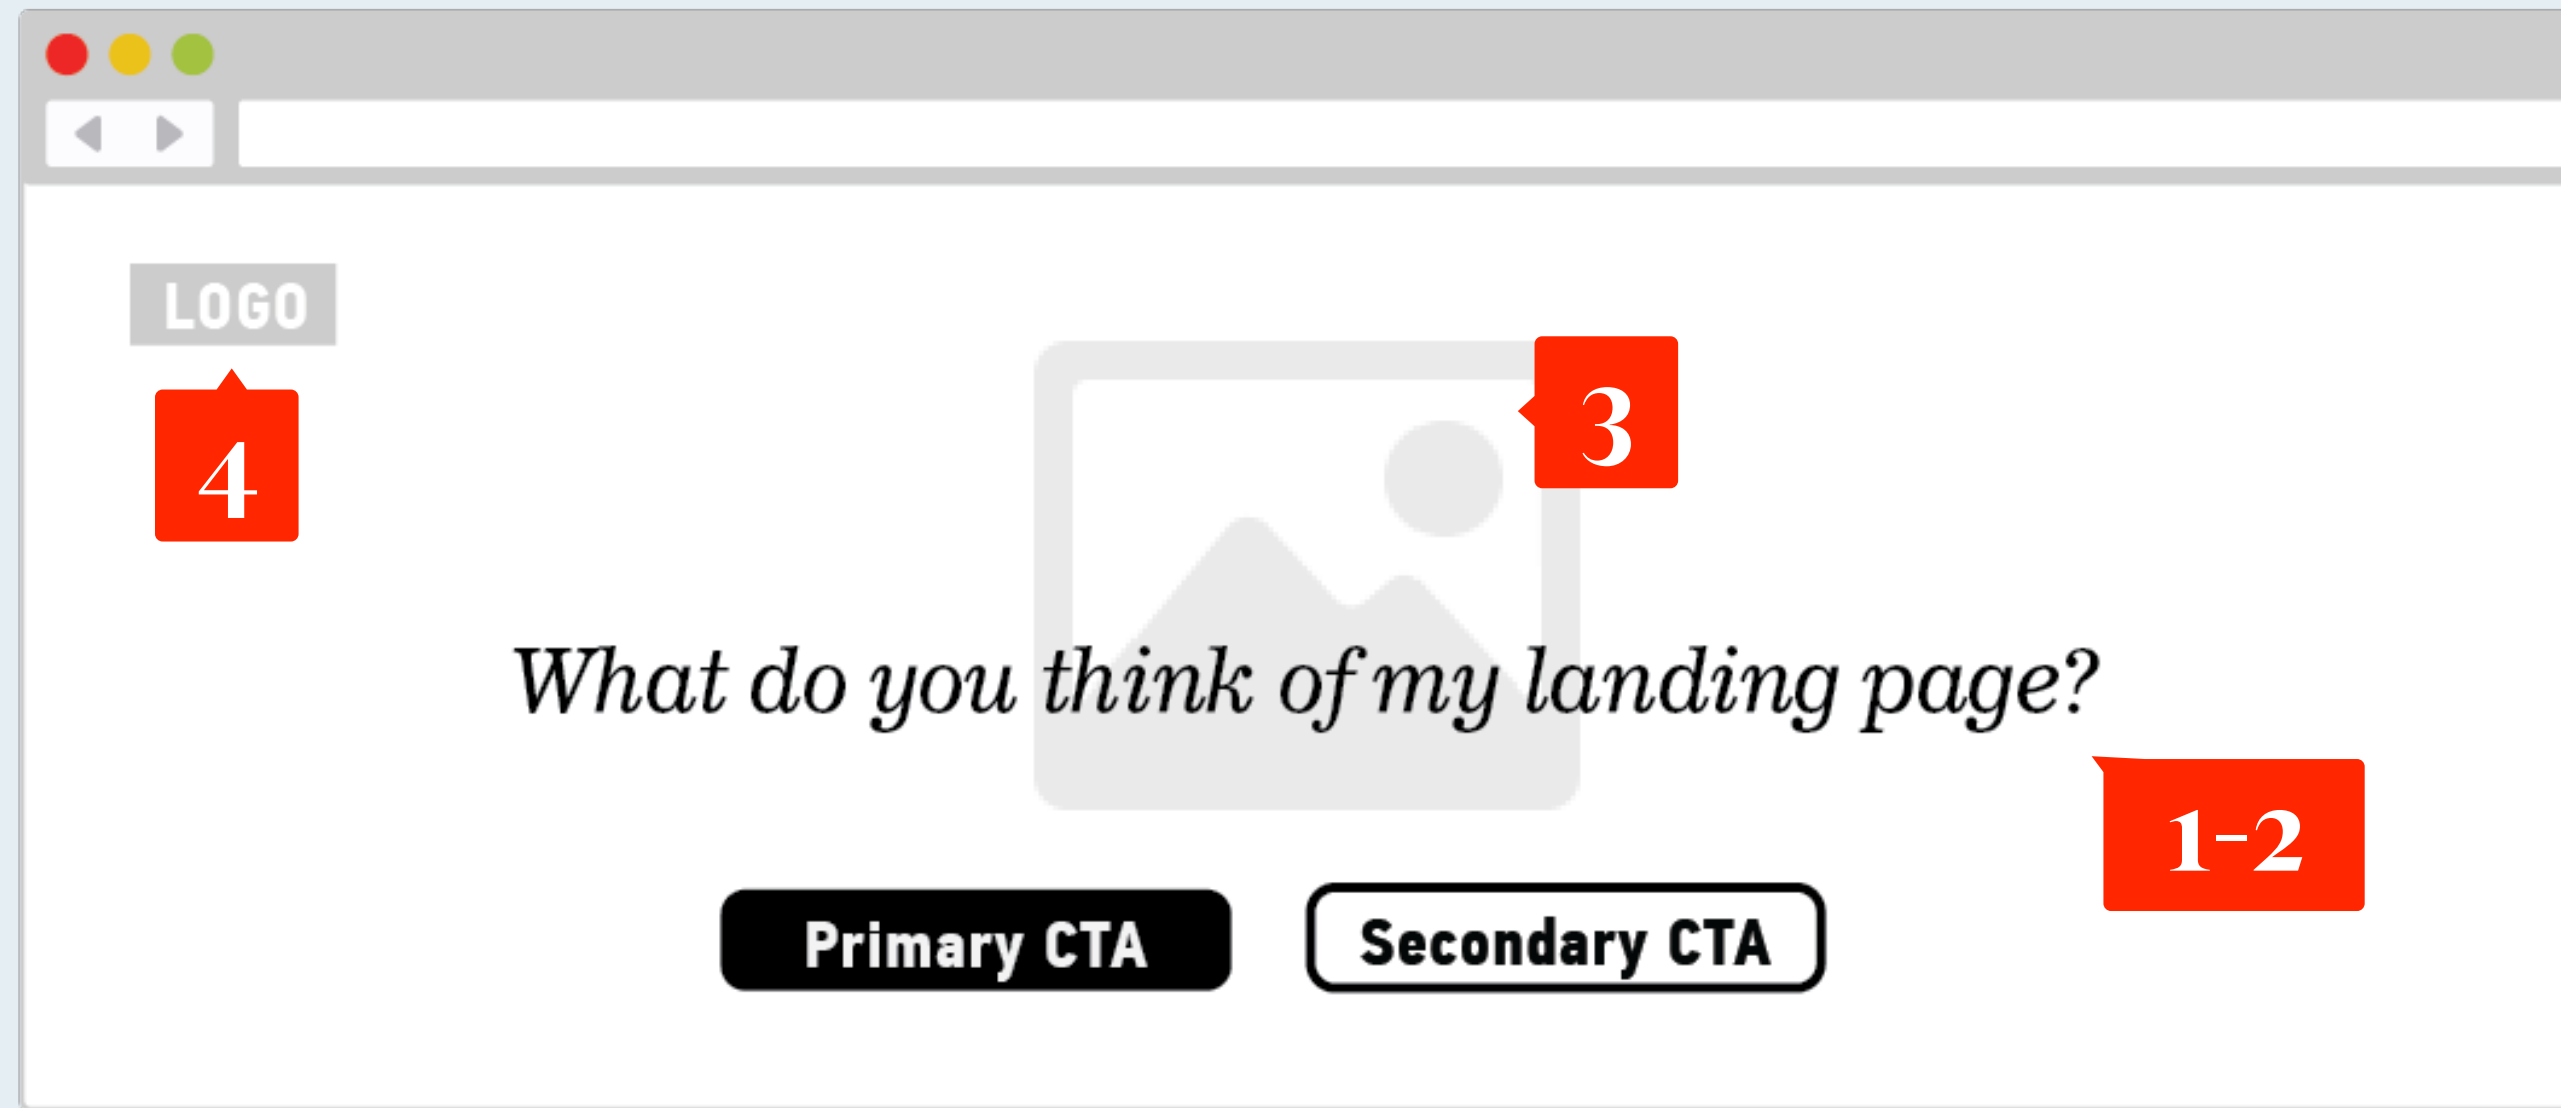 LOGO
4
3
What do you think of my landing page?
1-2
Primary CTA
Secondary CTA